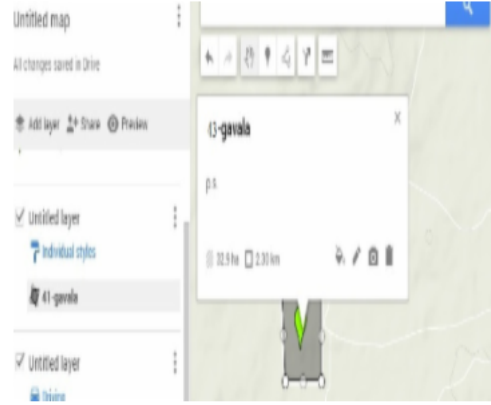 Untitled map
All changes saved in Drive
Add layer Share Preview
Untitled layer
Individual styles
41-gavala
Untitled layer
Driving
43-gavala
p.s.
32.9 ha 2.30 km